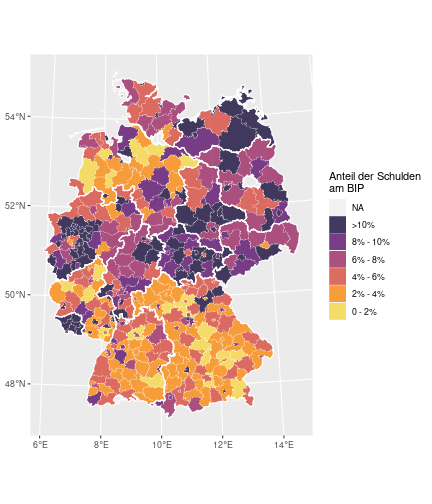 54°N
52°N
50°N
48°N
6°E
8°E
10°E
12°E
14°E
Anteil der Schulden
am BIP
NA
>10%
8% - 10%
6% - 8%
4% - 6%
2% - 4%
0 - 2%